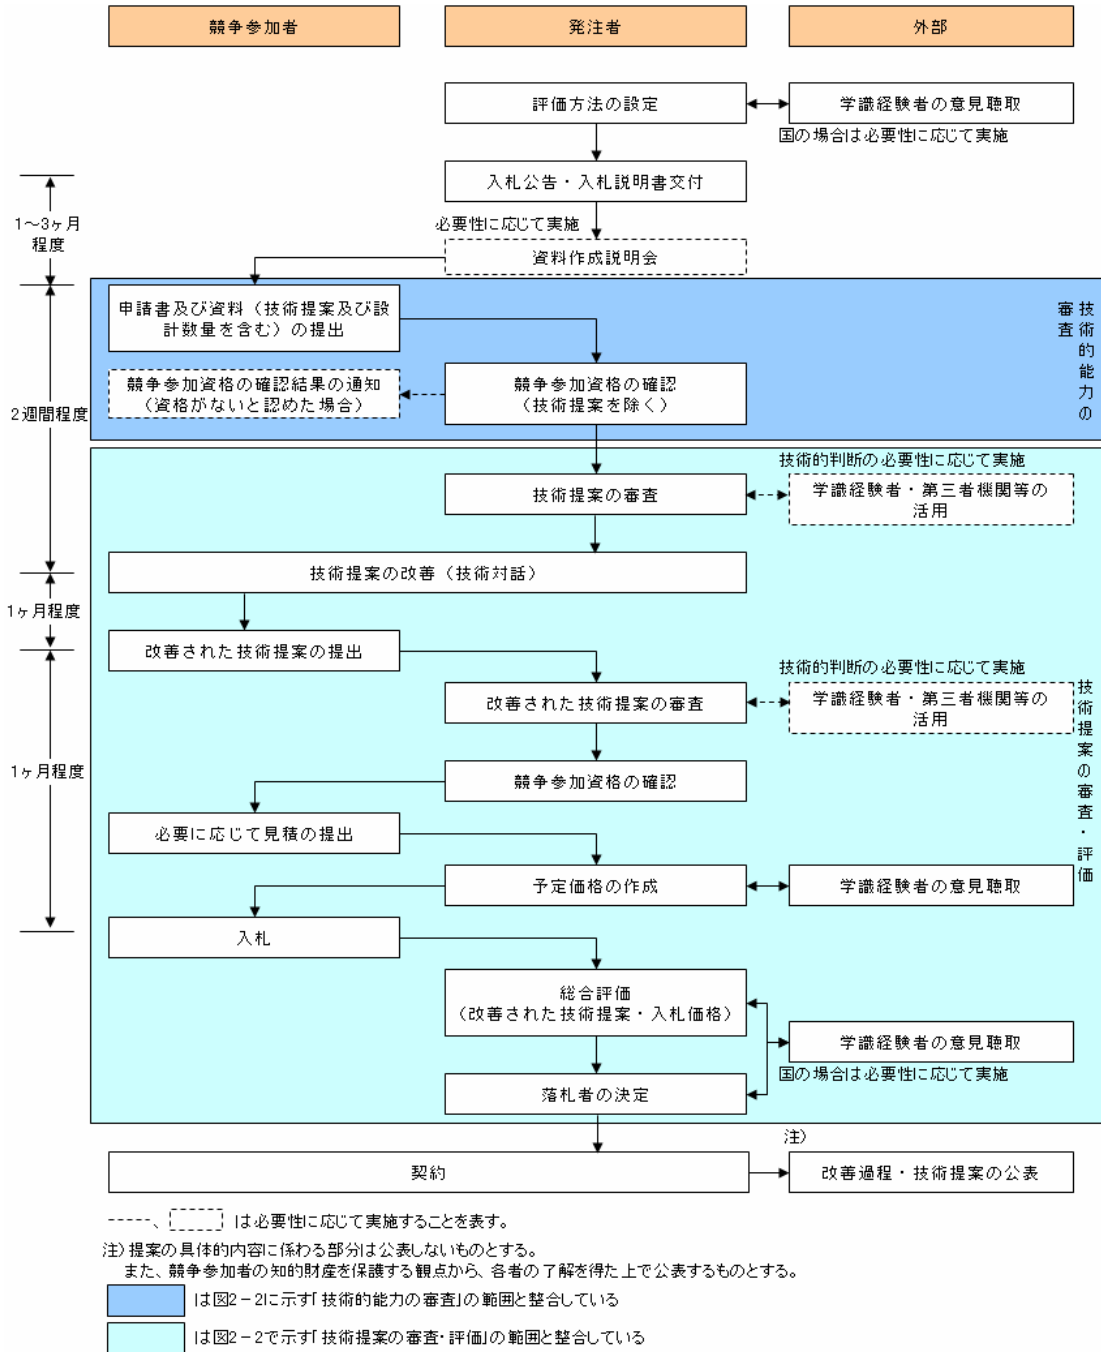 競争参加者
発注者
外部
評価方法の設定
学識経験者の意見聴取
国の場合は必要性に応じて実施
入札公告・入札説明書交付
1～3ヶ月
程度
必要性に応じて実施
資料作成説明会
申請書及び資料（技術提案及び設
計数量を含む）の提出
技術的能力の
審査
競争参加資格の確認結果の通知
（資格がないと認めた場合）
競争参加資格の確認
（技術提案を除く）
2週間程度
技術的判断の必要性に応じて実施
技術提案の審査
学識経験者・第三者機関等の
活用
技術提案の改善（技術対話）
1ヶ月程度
改善された技術提案の提出
技術的判断の必要性に応じて実施
改善された技術提案の審査
学識経験者・第三者機関等の
活用
技術提案の審査・評価
1ヶ月程度
競争参加資格の確認
必要に応じて見積の提出
予定価格の作成
学識経験者の意見聴取
入札
総合評価
（改善された技術提案・入札価格）
学識経験者の意見聴取
国の場合は必要性に応じて実施
落札者の決定
注）
契約
改善過程・技術提案の公表
-----、 は必要性に応じて実施することを表す。
注）提案の具体的内容に係わる部分は公表しないものとする。
また、競争参加者の知的財産を保護する観点から、各者の了解を得た上で公表するものとする。
は図2－2に示す「技術的能力の審査」の範囲と整合している
は図2－2で示す「技術提案の審査・評価」の範囲と整合している